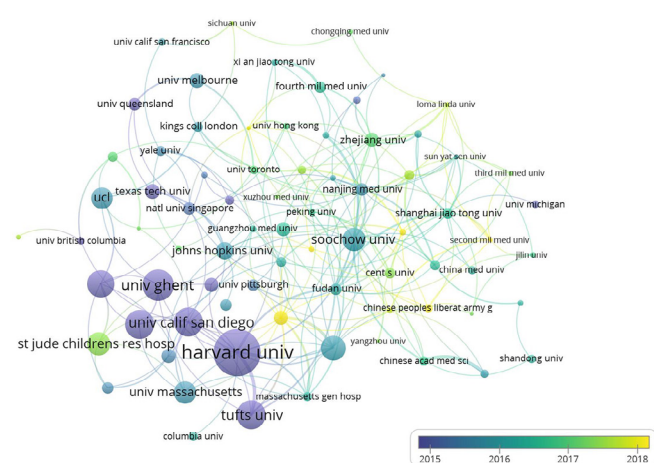 sichuan univ
chongqing med univ
univ calif san francisco
xi an jiao tong univ
univ melbourne
fourth mil med univ
univ queensland
loma linda univ
kings coll london
univ hong kong
zhejiang univ
yale univ
sun yat sen univ
univ toronto
third mil med univ
ucl
texas tech univ
nanjing med univ
xuzhou med univ
natl univ singapore
peking univ
shanghai jiao tong univ
univ michigan
guangzhou med univ
univ british columbia
soochow univ
second mil med univ
johns hopkins univ
jilin univ
cent s univ
china med univ
univ ghent
univ pittsburgh
fudan univ
chinese peoples liberat army g
univ calif san diego
st jude childrens res hosp
harvard univ
yangzhou univ
chinese acad med sci
shandong univ
univ massachusetts
massachusetts gen hosp
tufts univ
columbia univ
2015 2016 2017 2018